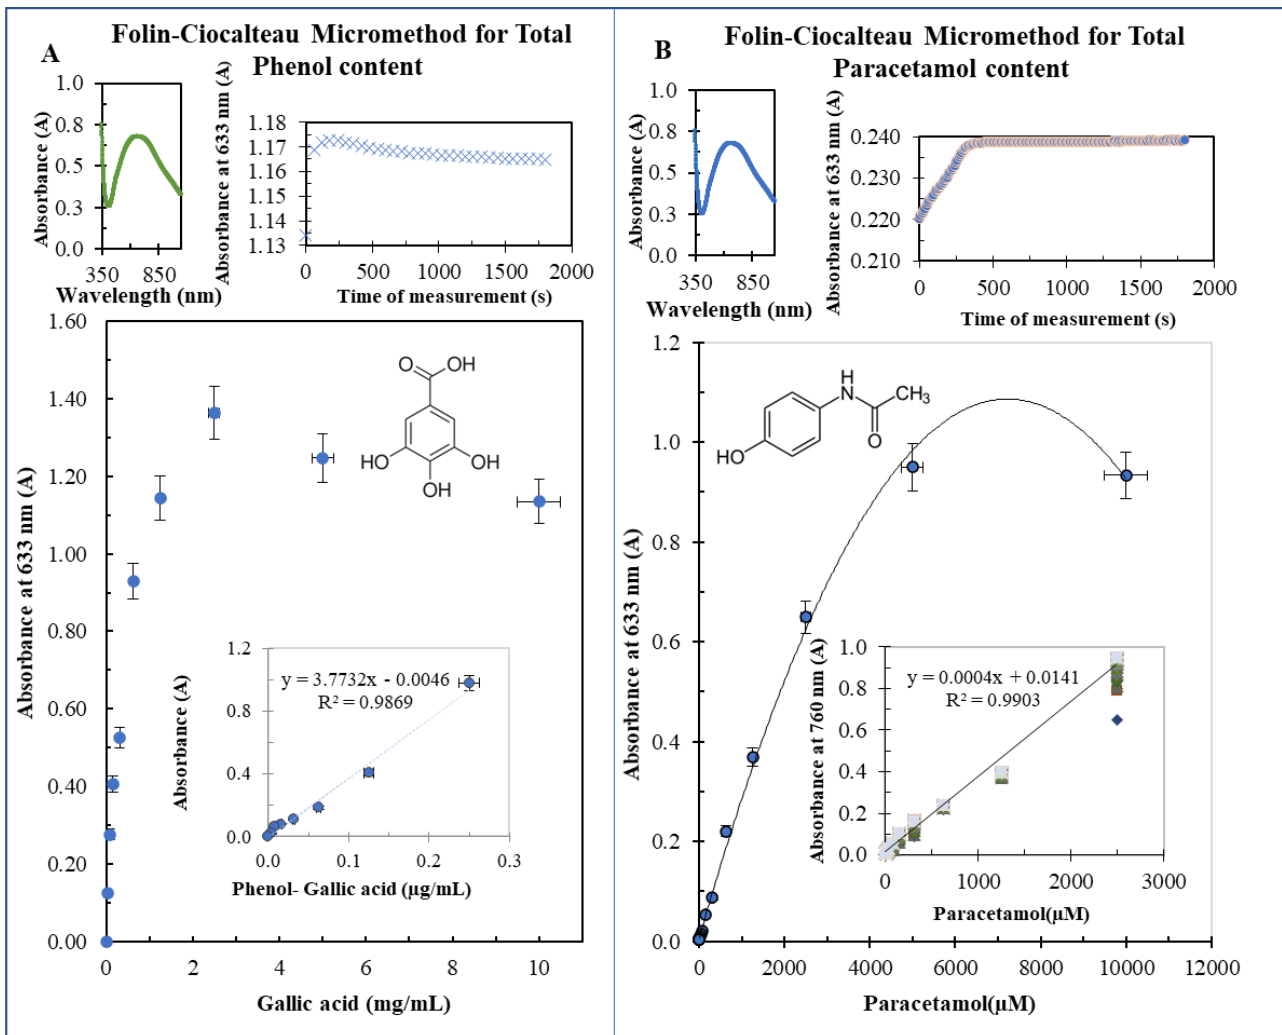 A
Folin-Ciocalteau Micromethod for Total
Phenol content
Absorbance (A)
1.0
0.8
0.5
0.3
0.0
350
850
Wavelength (nm)
Absorbance at 633 nm (A)
1.18
1.17
1.16
1.15
1.14
1.13
0
500
1000
1500
2000
Time of measurement (s)
Absorbance at 633 nm (A)
1.60
1.40
1.20
1.00
0.80
0.60
0.40
0.20
0.00
0
2
4
6
8
10
Gallic acid (mg/mL)
O
OH
HO
OH
OH
Absorbance (A)
1.2
0.8
0.4
0.0
y = 3.7732x - 0.0046
R² = 0.9869
0.0
0.1
0.2
0.3
Phenol- Gallic acid (µg/mL)
B
Folin-Ciocalteau Micromethod for Total
Paracetamol content
Absorbance (A)
1.0
0.8
0.5
0.3
0.0
350
850
Wavelength (nm)
Absorbance at 633 nm (A)
0.240
0.230
0.220
0.210
0
500
1000
1500
2000
Time of measurement (s)
Absorbance at 633 nm (A)
1.2
1.0
0.8
0.6
0.4
0.2
0.0
0
2000
4000
6000
8000
10000
12000
Paracetamol(µM)
H
N
CH₃
O
HO
Absorbance at 760 nm (A)
1.0
0.8
0.6
0.4
0.2
0.0
y = 0.0004x + 0.0141
R² = 0.9903
0
1000
2000
3000
Paracetamol(µM)